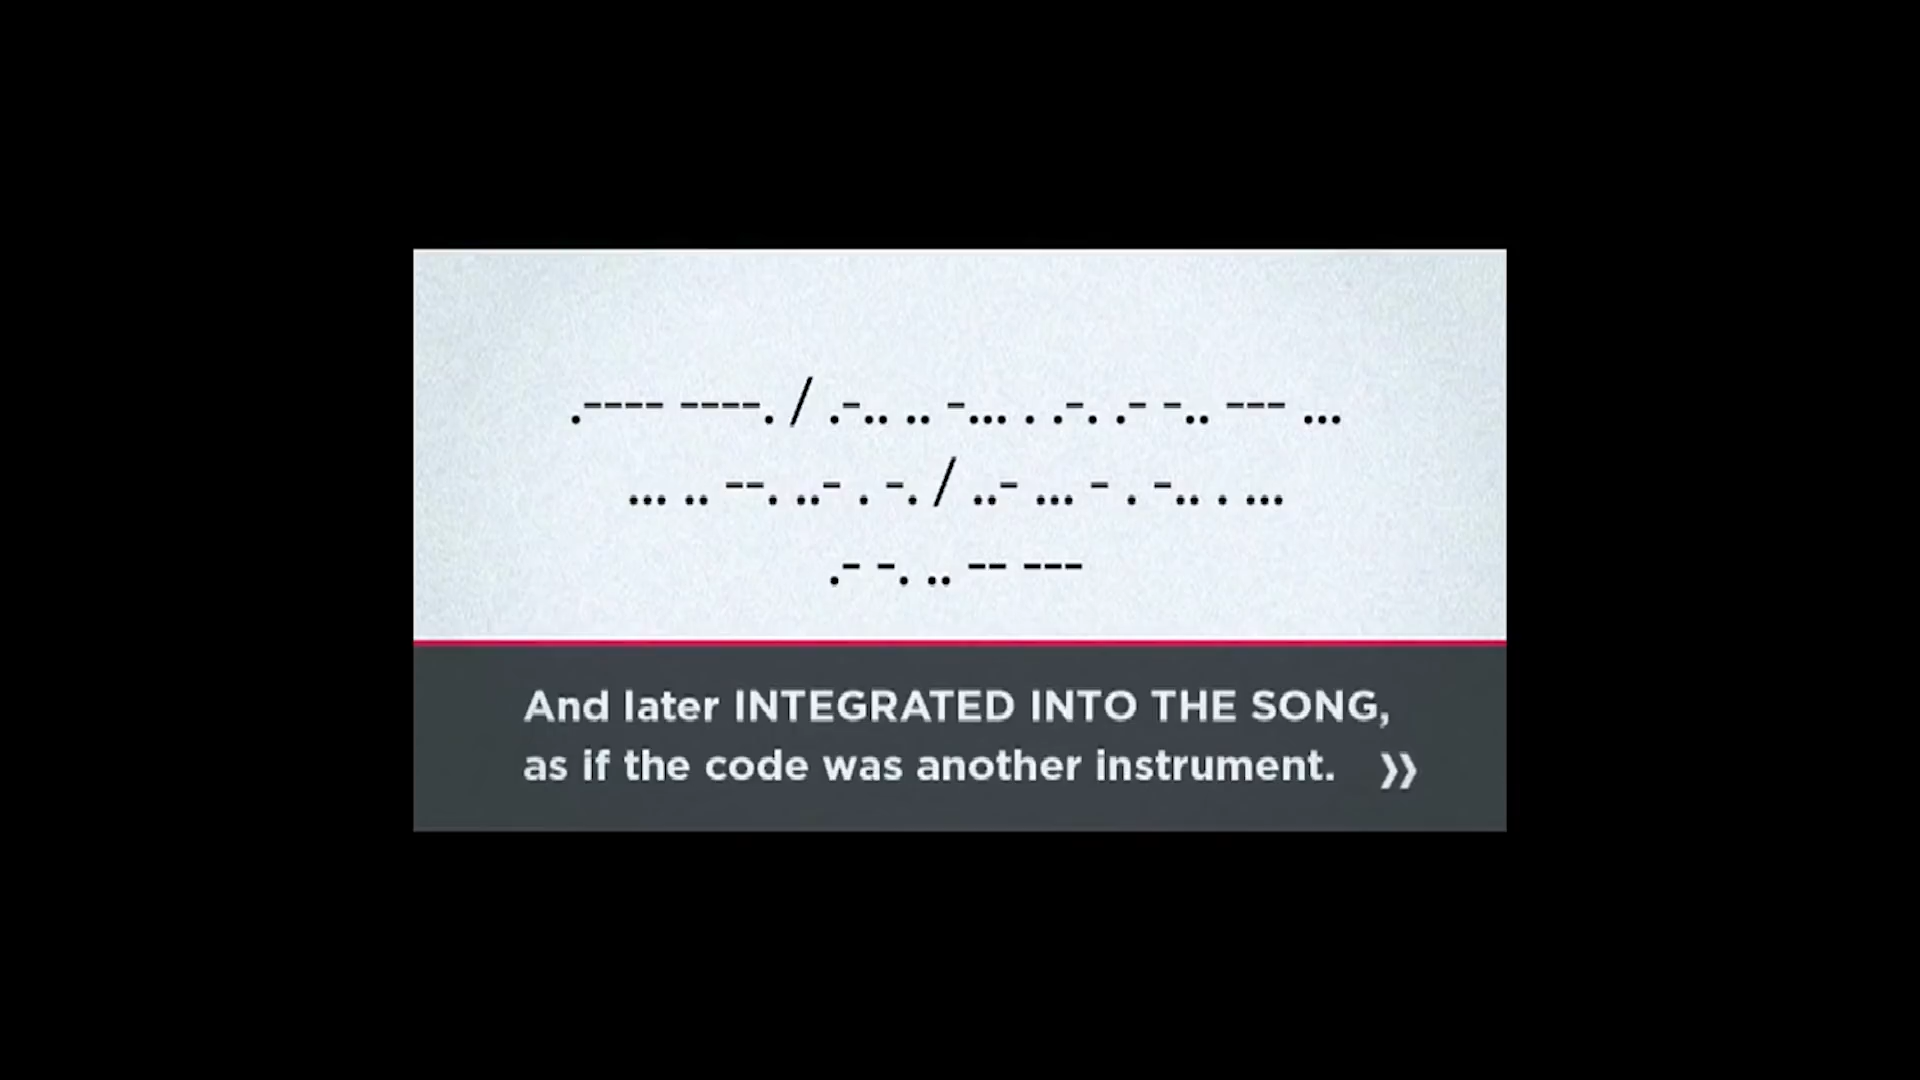 .---- ----. / .-.. .. -... . .-. .- -.. --- ...
... .. --. ..- . -. / ..- ... - . -.. . ...
.- -. .. -- ---
And later INTEGRATED INTO THE SONG,
as if the code was another instrument. »